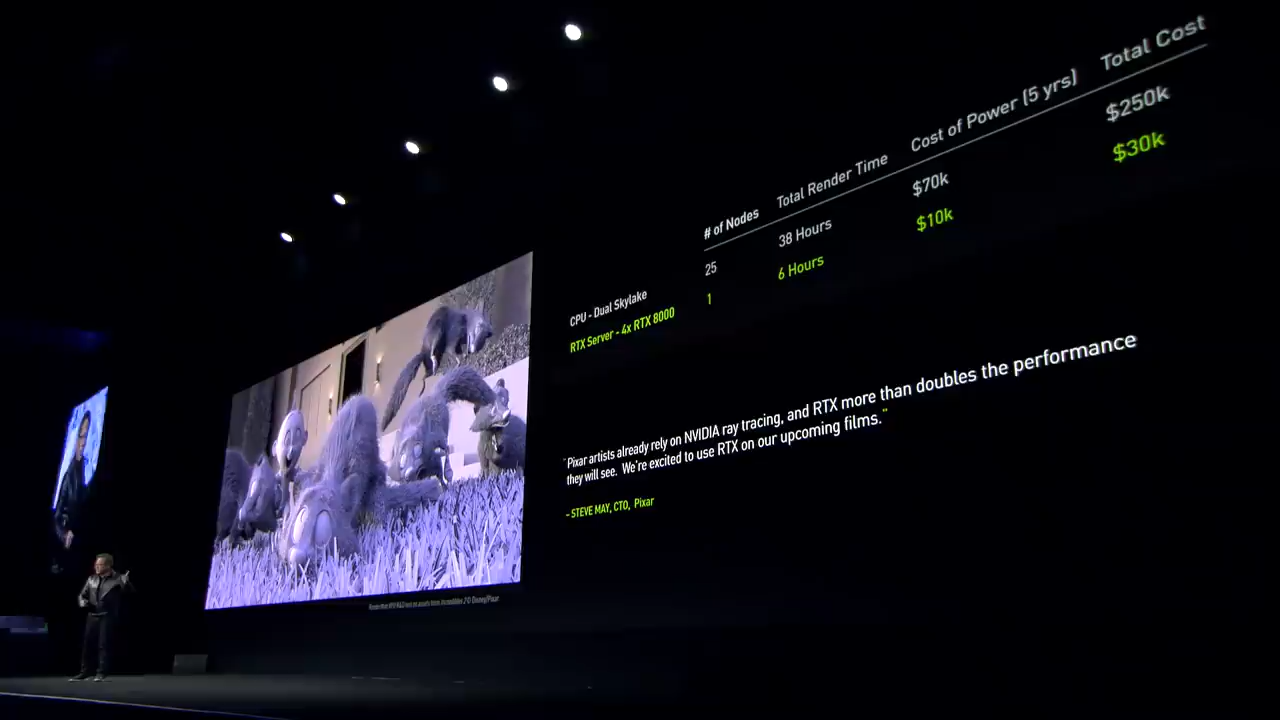 # of Nodes Total Render Time Cost of Power (5 yrs) Total Cost
CPU - Dual Skylake 25 38 Hours $70k $250k
RTX Server - 4x RTX 8000 1 6 Hours $10k $30k
"Pixar artists already rely on NVIDIA ray tracing, and RTX more than doubles the performance
they will see. We're excited to use RTX on our upcoming films."
- STEVE MAY, CTO, Pixar
Disney/Pixar